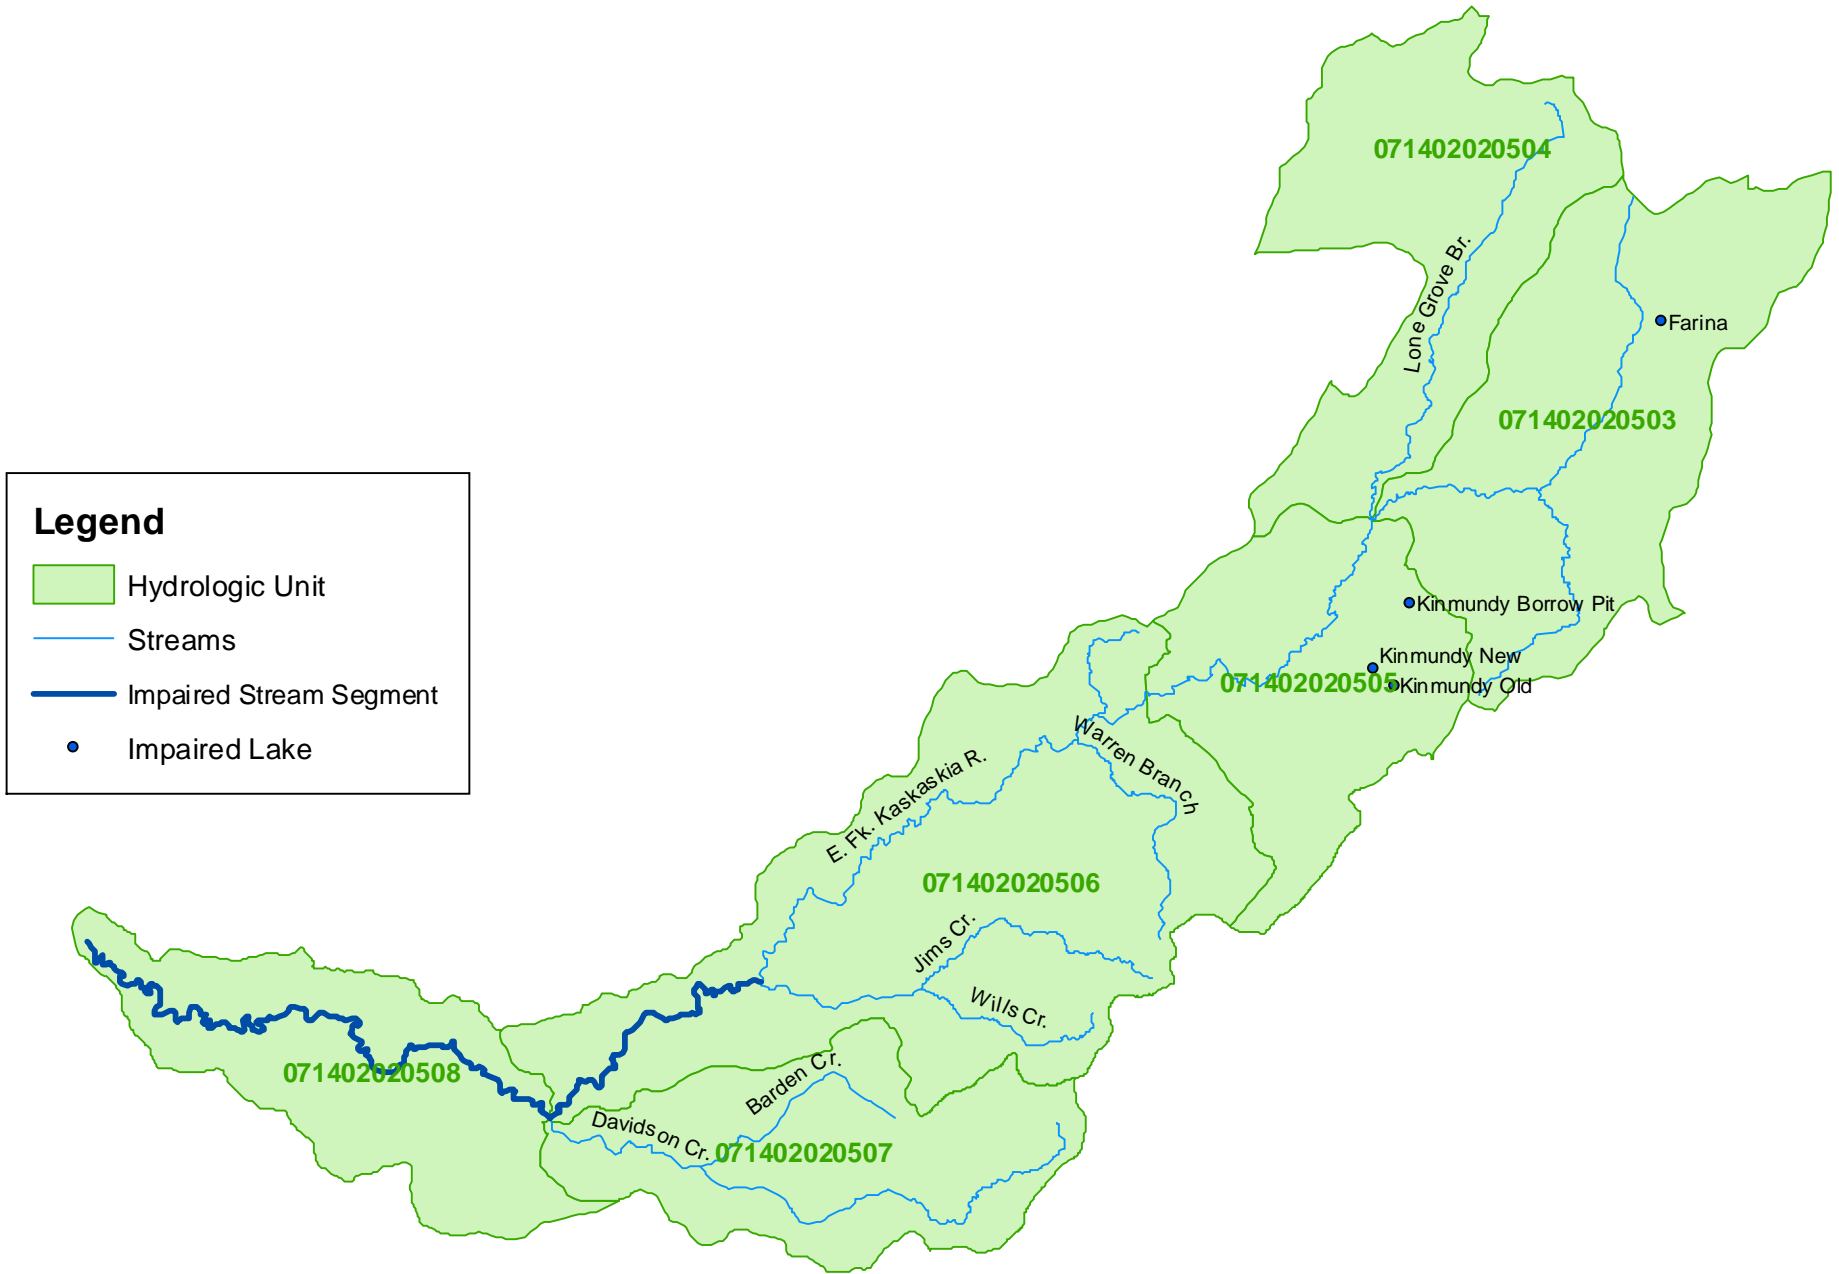 071402020504
Lone Grove Br.
Farina
071402020503
Legend
Hydrologic Unit
Streams
Impaired Stream Segment
Impaired Lake
Kinmundy Borrow Pit
Kinmundy New
071402020505
Kinmundy Old
Warren Branch
E. Fk. Kaskaskia R.
071402020506
Jims Cr.
Wills Cr.
071402020508
Barden Cr.
Davidson Cr.
071402020507